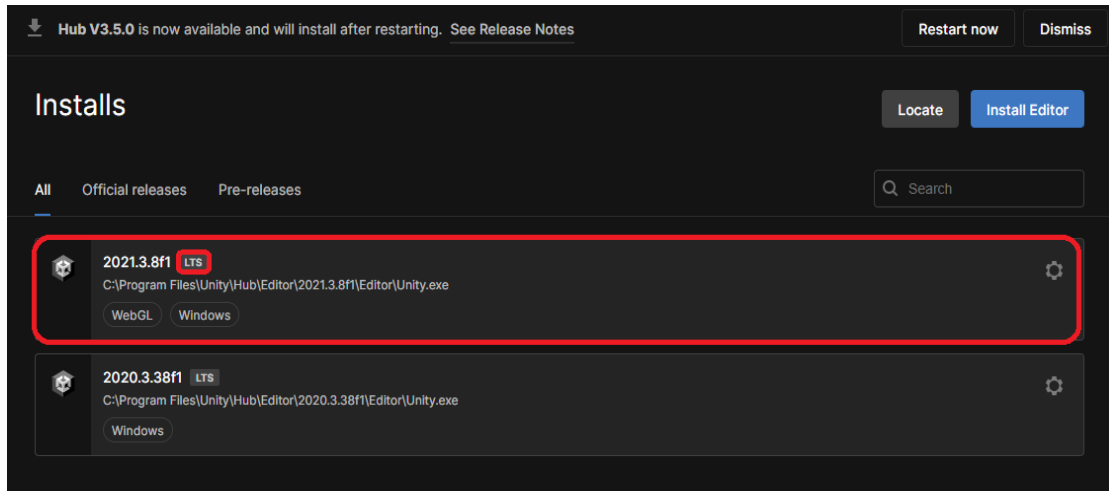 Hub V3.5.0 is now available and will install after restarting. See Release Notes
Restart now
Dismiss
Installs
Locate
Install Editor
All
Official releases
Pre-releases
Search
2021.3.8f1 LTS
C:\Program Files\Unity\Hub\Editor\2021.3.8f1\Editor\Unity.exe
WebGL
Windows
2020.3.38f1 LTS
C:\Program Files\Unity\Hub\Editor\2020.3.38f1\Editor\Unity.exe
Windows